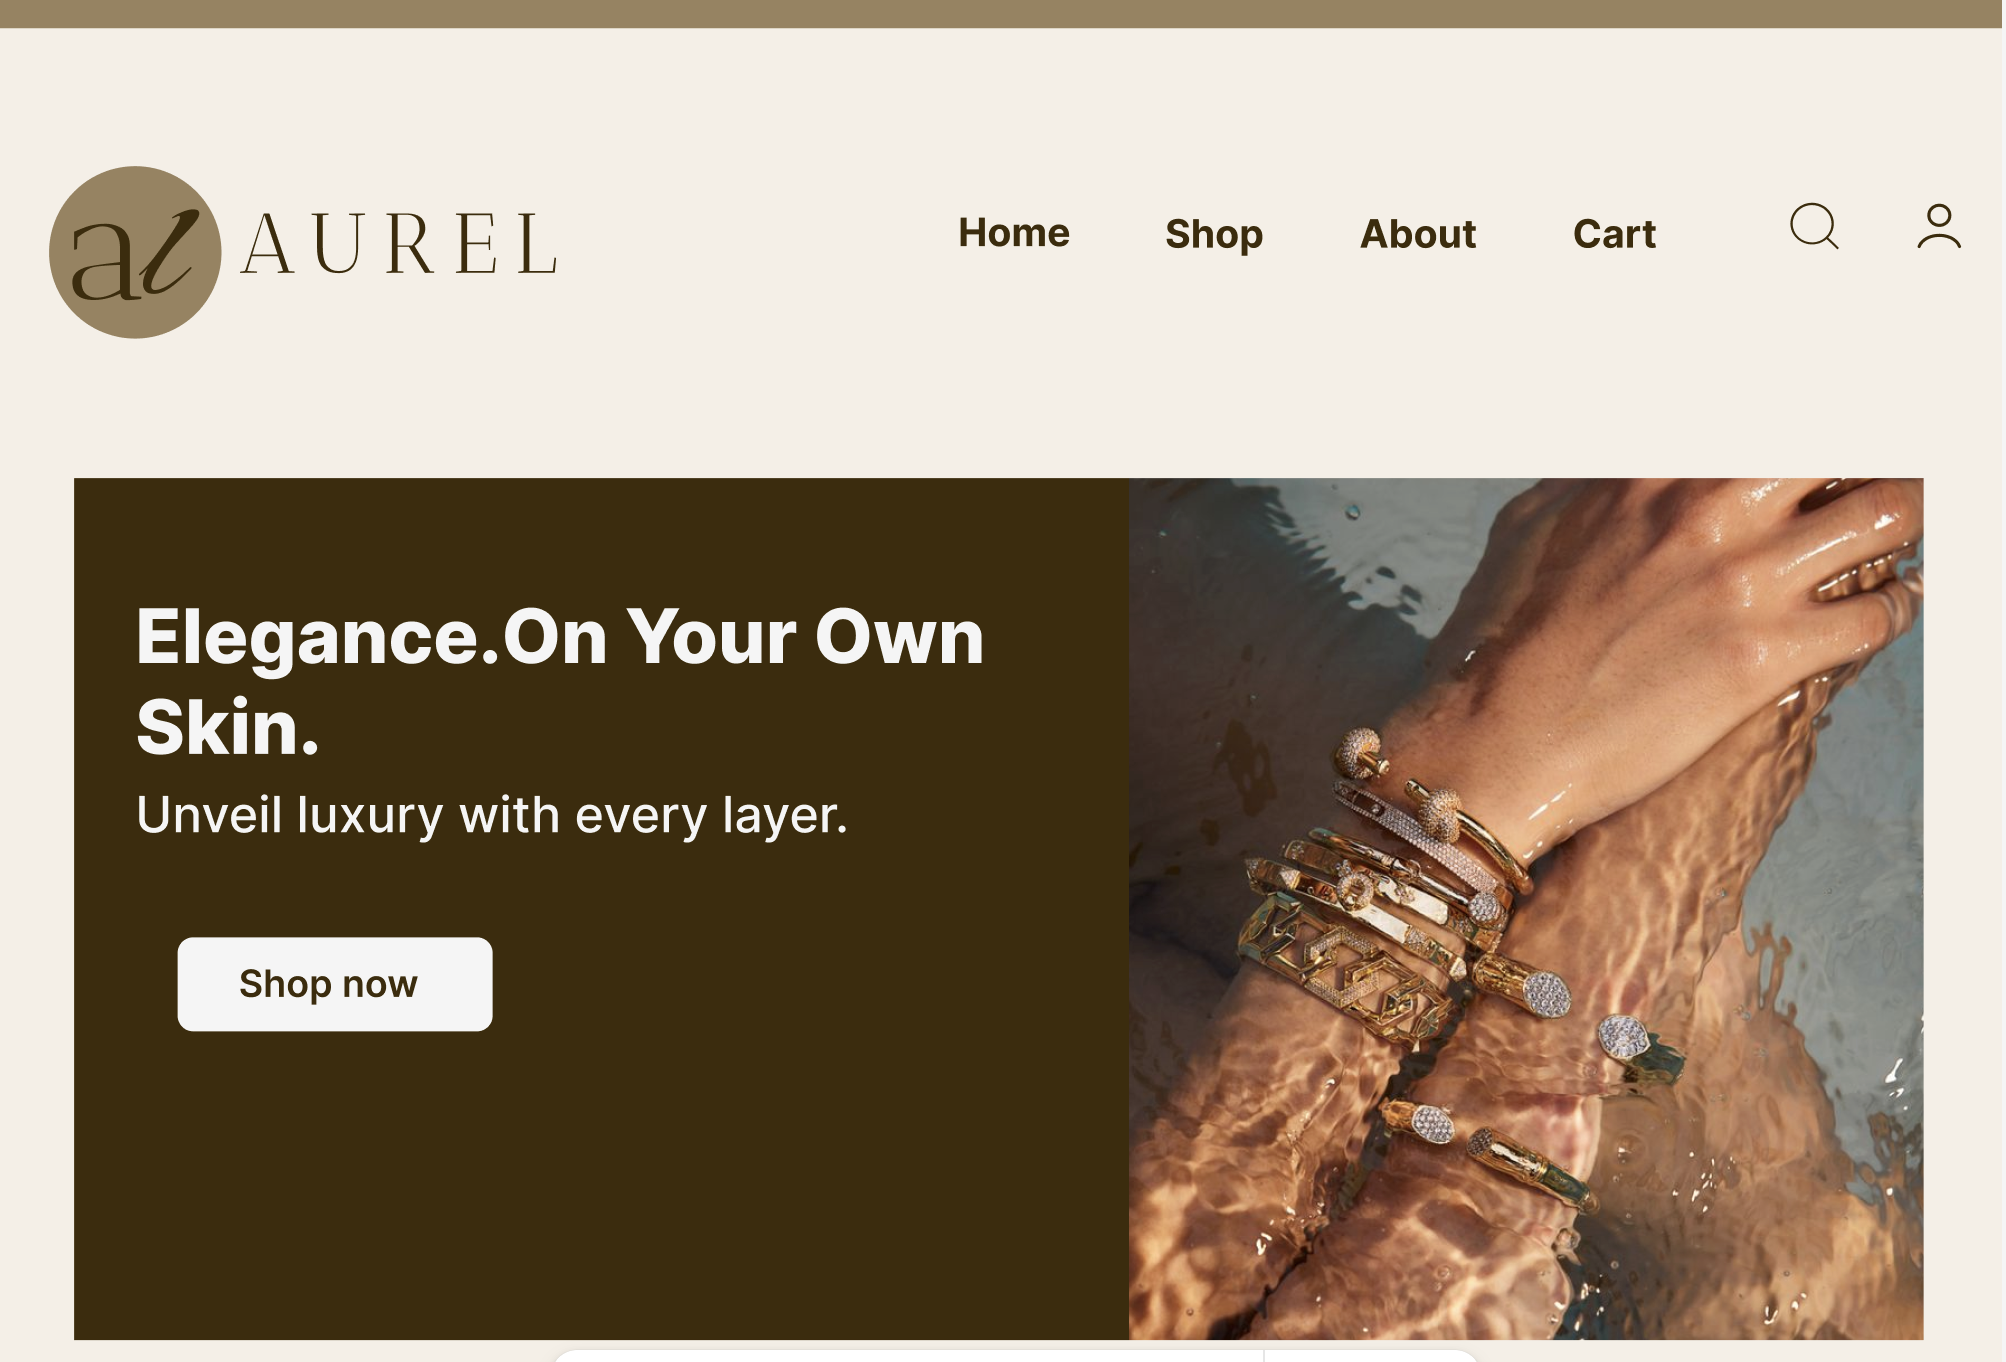 al AUREL
Home Shop About Cart
Elegance.On Your Own
Skin.
Unveil luxury with every layer.
Shop now